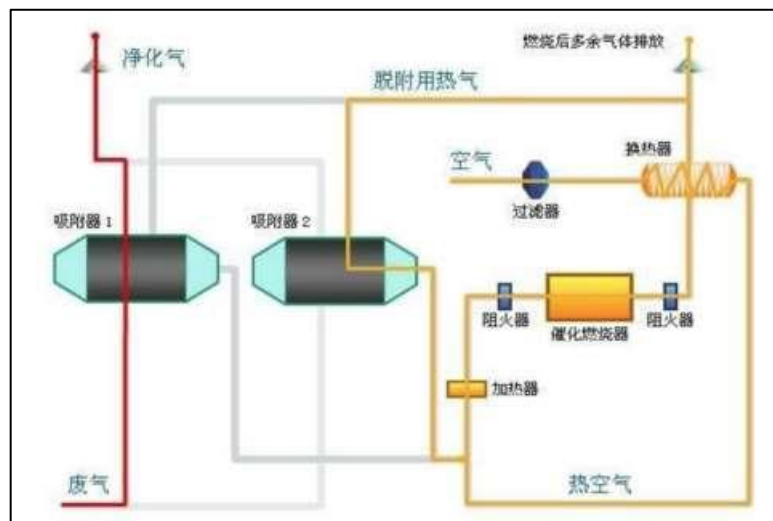 净化气
燃烧后多余气体排放
脱附用热气
换热器
空气
过滤器
吸附器1
吸附器2
阻火器
催化燃烧器
阻火器
加热器
废气
热空气